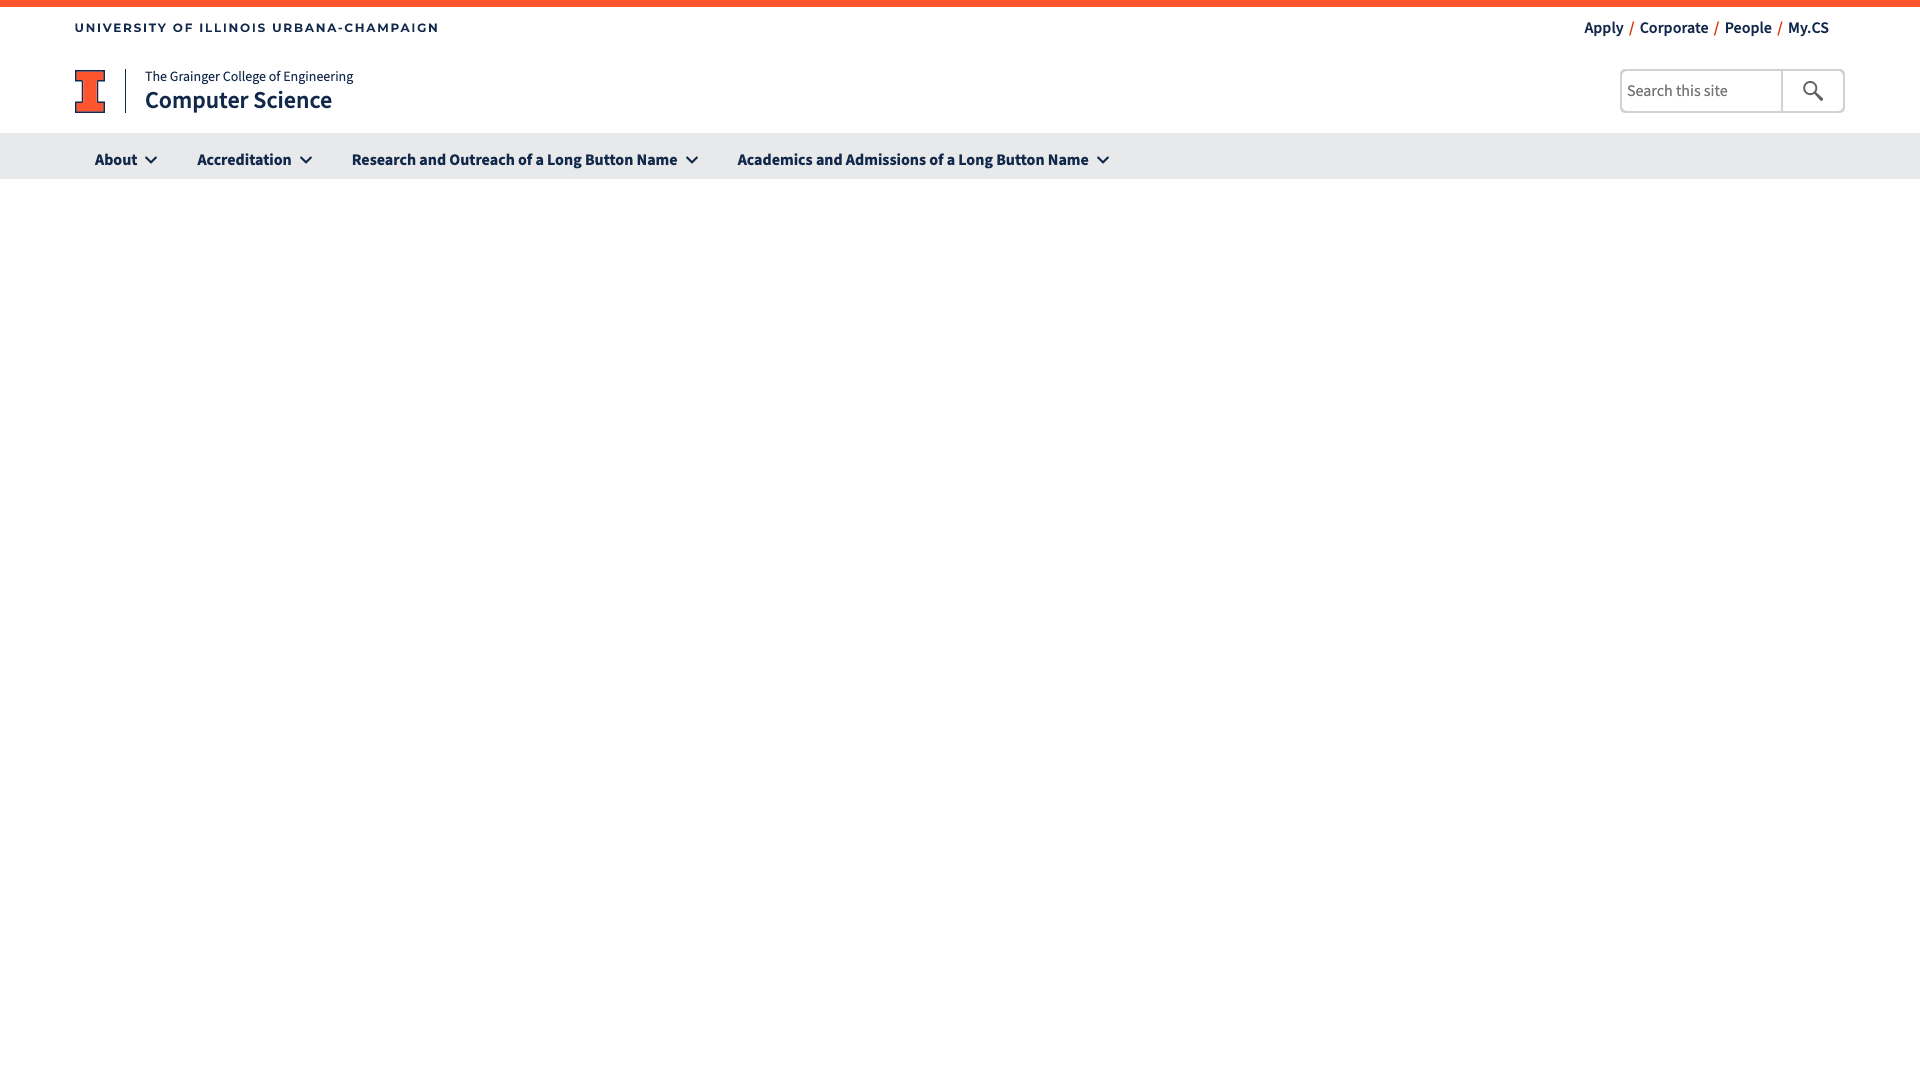 UNIVERSITY OF ILLINOIS URBANA-CHAMPAIGN
Apply / Corporate / People / My.CS
The Grainger College of Engineering
Computer Science
Search this site
About
Accreditation
Research and Outreach of a Long Button Name
Academics and Admissions of a Long Button Name